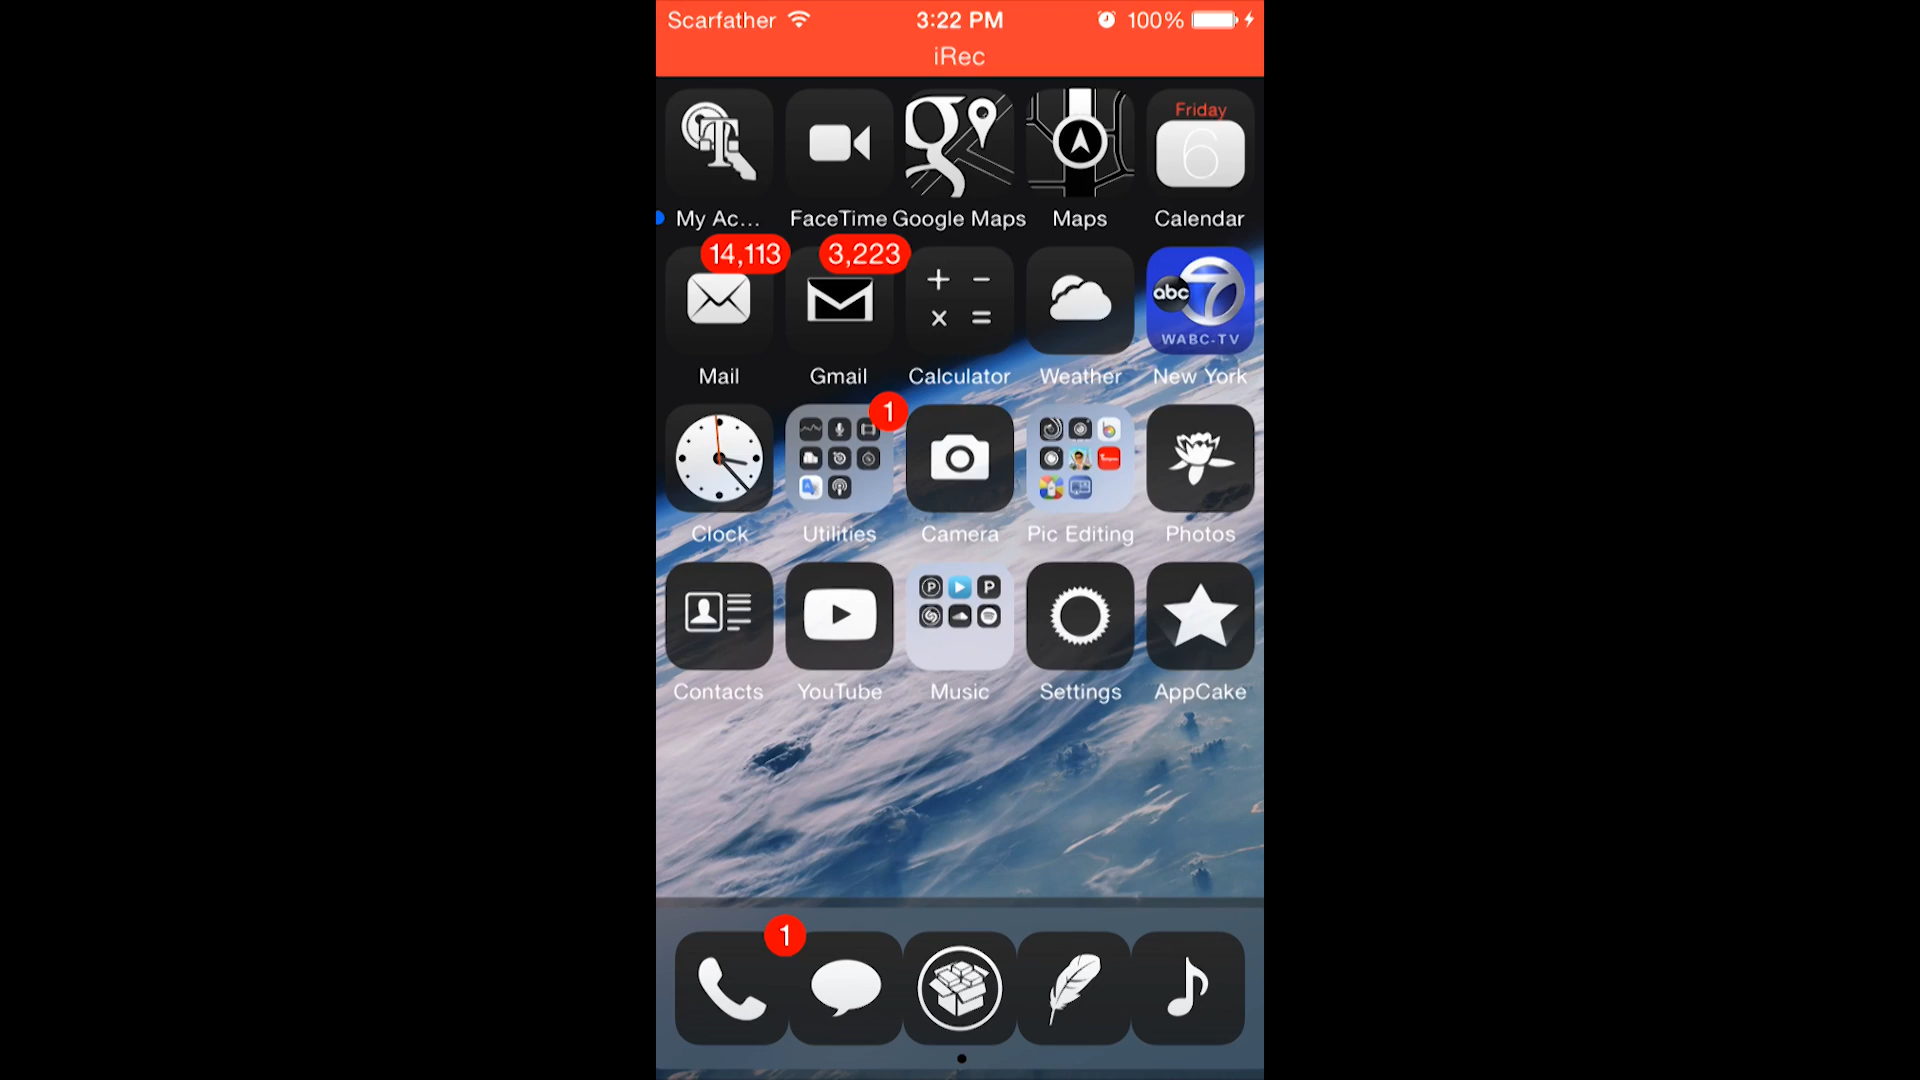 Scarfather 3:22 PM 100%
iRec
Friday
6
My Ac... FaceTime Google Maps Maps Calendar
14,113 3,223
abc 7
WABC-TV
Mail Gmail Calculator Weather New York
1
Clock Utilities Camera Pic Editing Photos
Contacts YouTube Music Settings AppCake
1